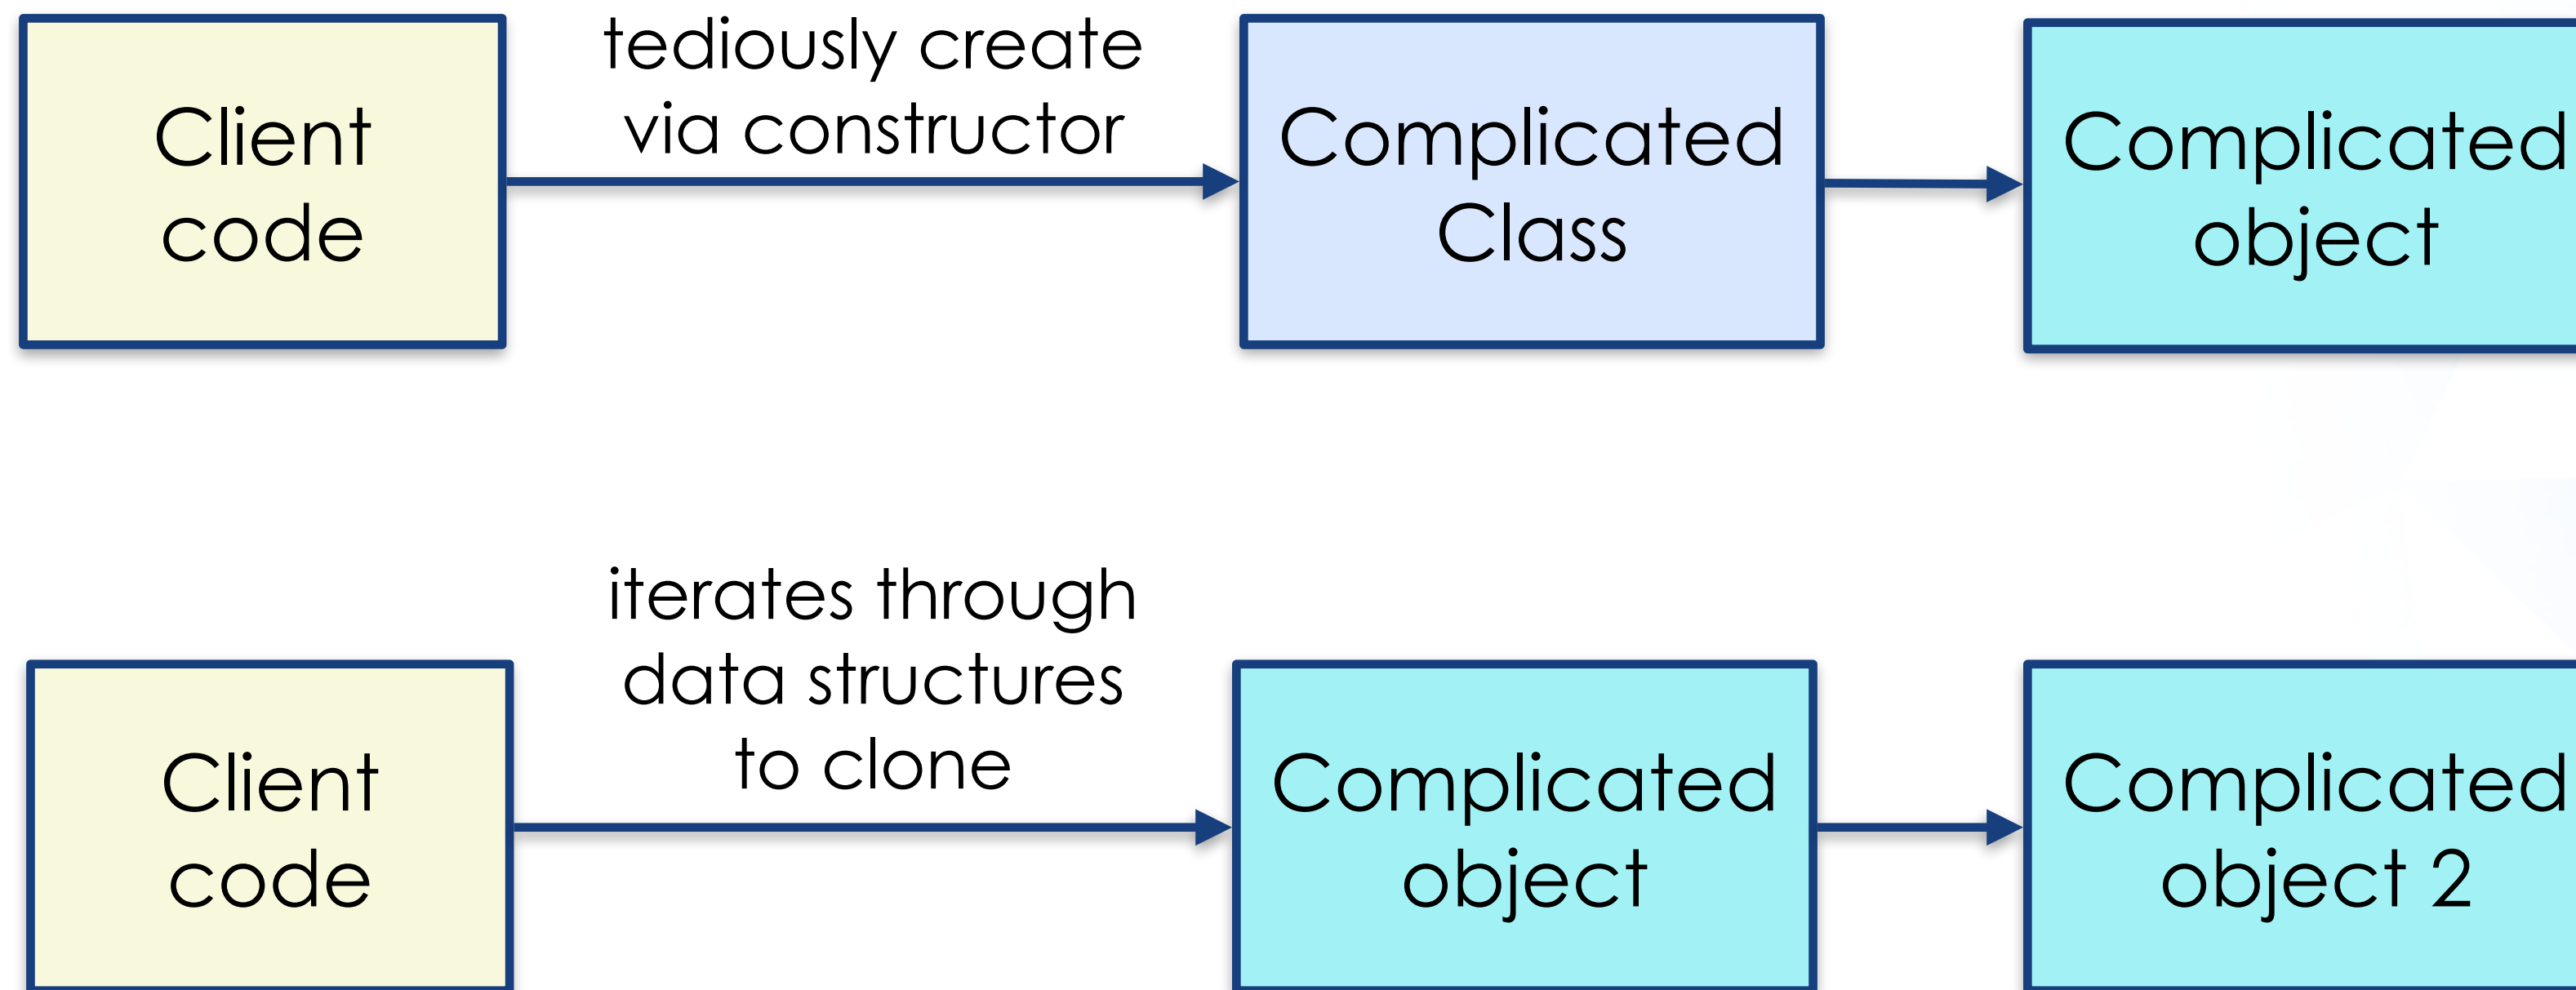 tediously create
via constructor
Client
code
Complicated
Class
Complicated
object
iterates through
data structures
to clone
Client
code
Complicated
object
Complicated
object 2